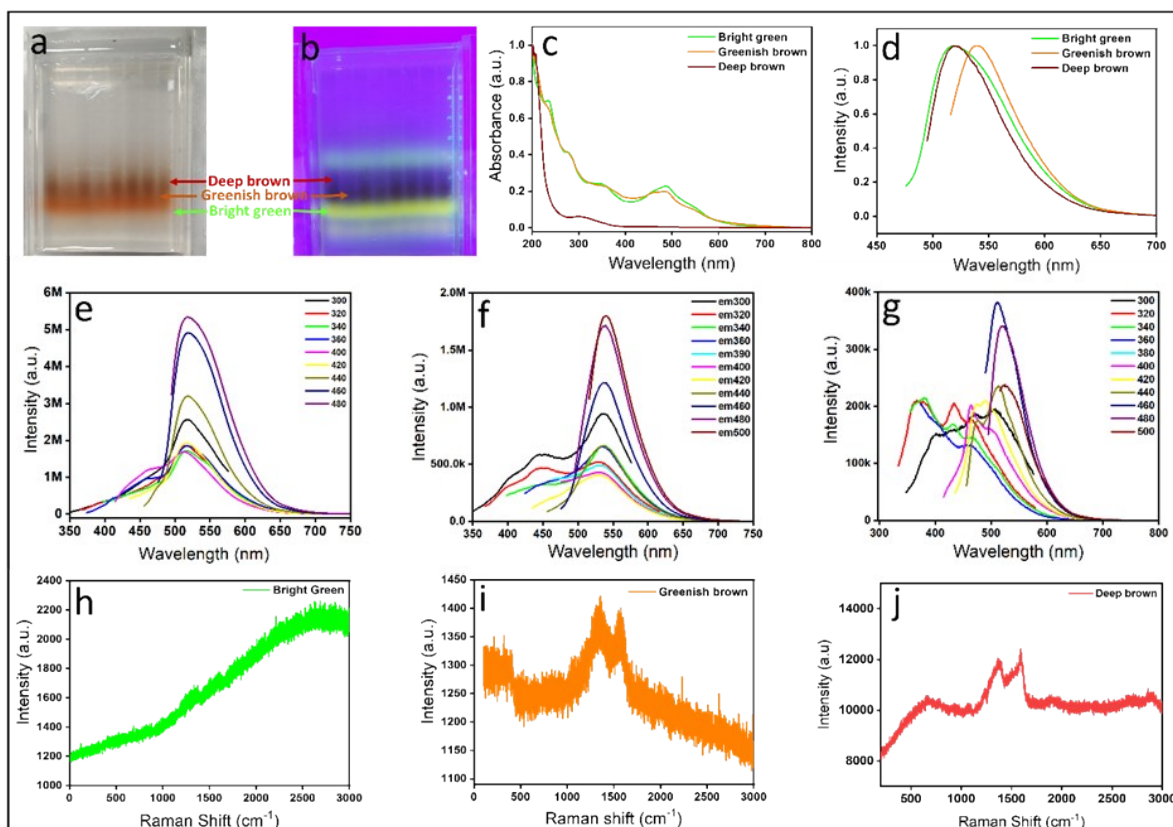 a
b
Deep brown
Greenish brown
Bright green
c
Bright green
Greenish brown
Deep brown
Absorbance (a.u.)
1.0
0.8
0.6
0.4
0.2
0.0
200 300 400 500 600 700 800
Wavelength (nm)
d
Bright green
Greenish brown
Deep brown
Intensity (a.u.)
1.0
0.8
0.6
0.4
0.2
0.0
450 500 550 600 650 700
Wavelength (nm)
e
300
320
340
360
400
420
440
460
480
Intensity (a.u.)
6M
5M
4M
3M
2M
1M
0
350 400 450 500 550 600 650 700 750
Wavelength (nm)
f
em300
em320
em340
em360
em390
em400
em420
em440
em460
em480
em500
Intensity (a.u.)
2.0M
1.5M
1.0M
500.0k
0.0
350 400 450 500 550 600 650 700 750
Wavelength (nm)
g
300
320
340
360
380
400
420
440
460
480
500
Intensity (a.u.)
400k
300k
200k
100k
0
300 400 500 600 700 800
Wavelength (nm)
h
Bright Green
Intensity (a.u.)
2400
2200
2000
1800
1600
1400
1200
1000
0 500 1000 1500 2000 2500 3000
Raman Shift (cm⁻¹)
i
Greenish brown
Intensity (a.u.)
1450
1400
1350
1300
1250
1200
1150
1100
0 500 1000 1500 2000 2500 3000
Raman Shift (cm⁻¹)
j
Deep brown
Intensity (a.u)
14000
12000
10000
8000
500 1000 1500 2000 2500 3000
Raman Shift (cm⁻¹)